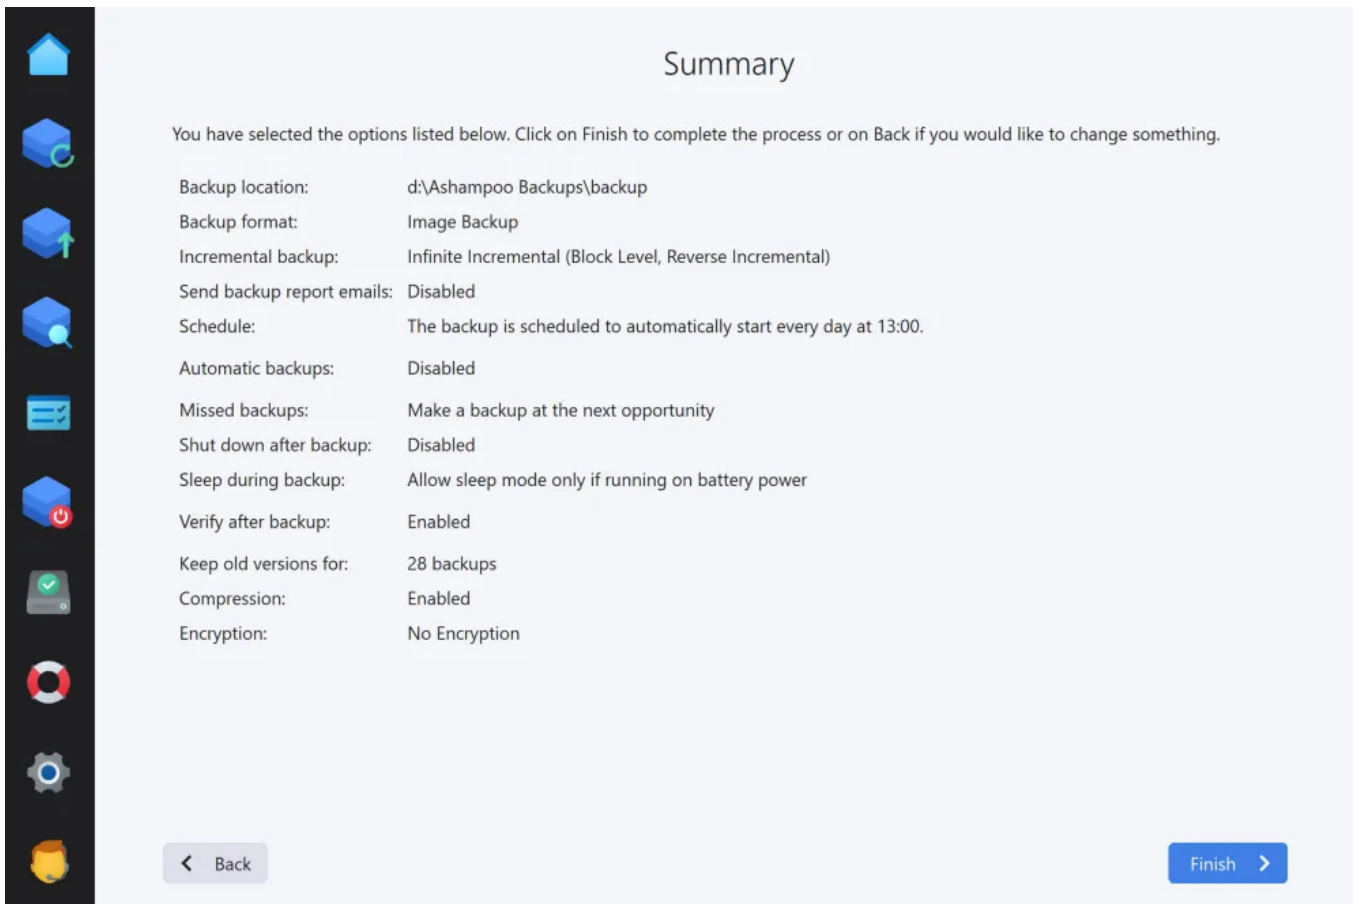 Summary
You have selected the options listed below. Click on Finish to complete the process or on Back if you would like to change something.
Backup location: d:\Ashampoo Backups\backup
Backup format: Image Backup
Incremental backup: Infinite Incremental (Block Level, Reverse Incremental)
Send backup report emails: Disabled
Schedule: The backup is scheduled to automatically start every day at 13:00.
Automatic backups: Disabled
Missed backups: Make a backup at the next opportunity
Shut down after backup: Disabled
Sleep during backup: Allow sleep mode only if running on battery power
Verify after backup: Enabled
Keep old versions for: 28 backups
Compression: Enabled
Encryption: No Encryption
Back Finish